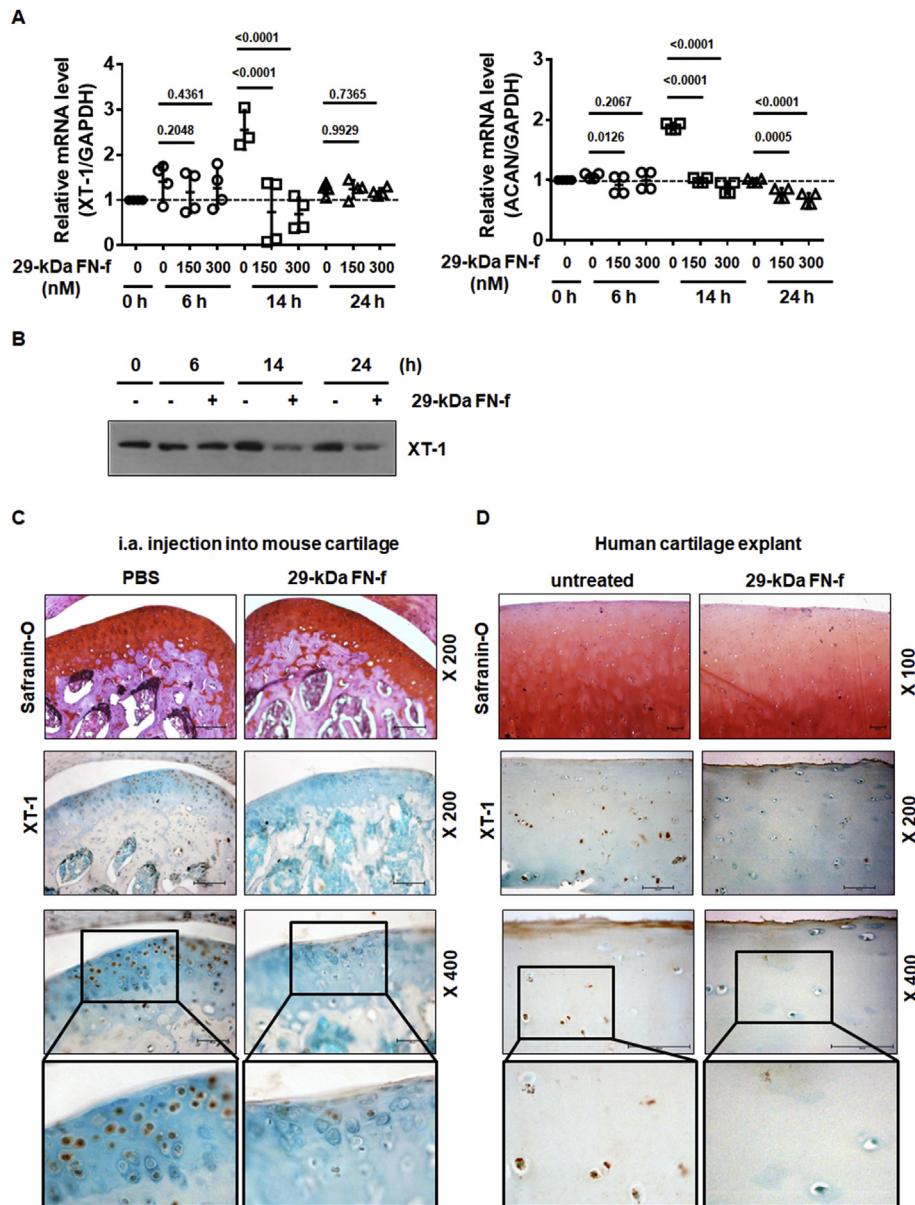 A
Relative mRNA level
(XT-1/GAPDH)
4
3
2
1
0
<0.0001
<0.0001
0.4361
0.7365
0.2048
0.9929
29-kDa FN-f
(nM)
0 0 150 300 0 150 300 0 150 300
0 h 6 h 14 h 24 h
Relative mRNA level
(ACAN/GAPDH)
3
2
1
0
<0.0001
<0.0001
0.2067
<0.0001
0.0126
0.0005
29-kDa FN-f
(nM)
0 0 150 300 0 150 300 0 150 300
0 h 6 h 14 h 24 h
B
0 6 14 24 (h)
- - + - + - + 29-kDa FN-f
XT-1
C
i.a. injection into mouse cartilage
PBS 29-kDa FN-f
Safranin-O
X 200
XT-1
X 200
X 400
D
Human cartilage explant
untreated 29-kDa FN-f
Safranin-O
X 100
XT-1
X 200
X 400